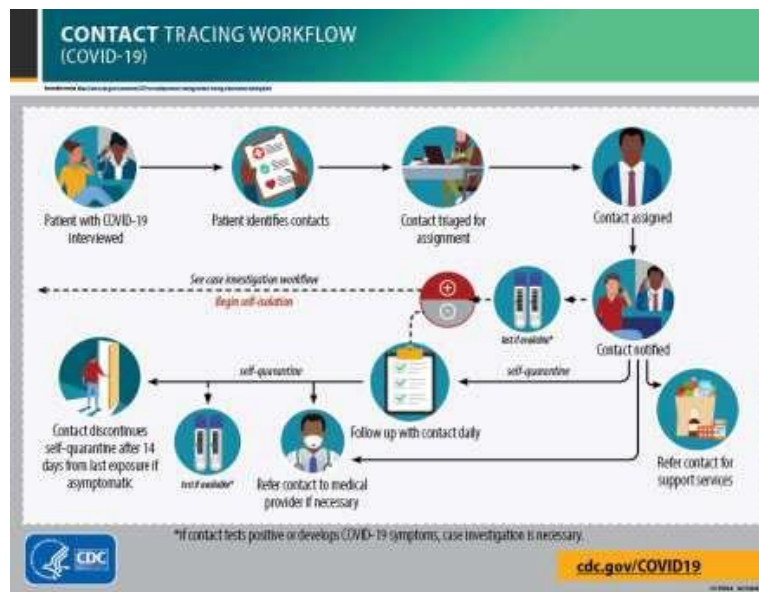 CONTACT TRACING WORKFLOW
(COVID-19)
Patient with COVID-19
interviewed
Patient identifies contacts
Contact triaged for
assignment
Contact assigned
See case investigation workflow
Begin self-isolation
test if available*
Contact notified
self-quarantine
self-quarantine
Contact discontinues
self-quarantine after 14
days from last exposure if
asymptomatic
test if available*
Refer contact to medical
provider if necessary
Follow up with contact daily
Refer contact for
support services
*If contact tests positive or develops COVID-19 symptoms, case investigation is necessary.
CDC
cdc.gov/COVID19